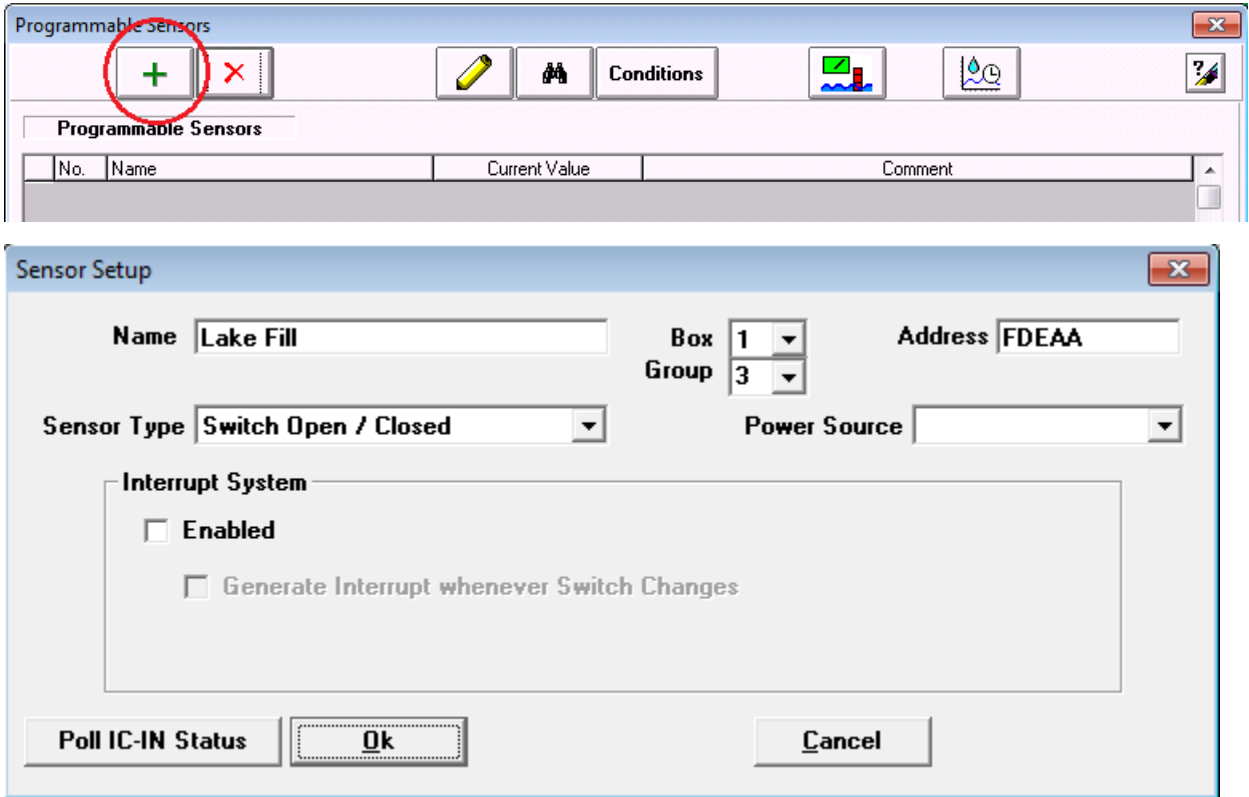 Programmable Sensors
Conditions
?
Programmable Sensors
No. Name Current Value Comment
Sensor Setup
Name Lake Fill Box 1 Address FDEAA
Group 3
Sensor Type Switch Open / Closed Power Source
Interrupt System
Enabled
Generate Interrupt whenever Switch Changes
Poll IC-IN Status Ok Cancel